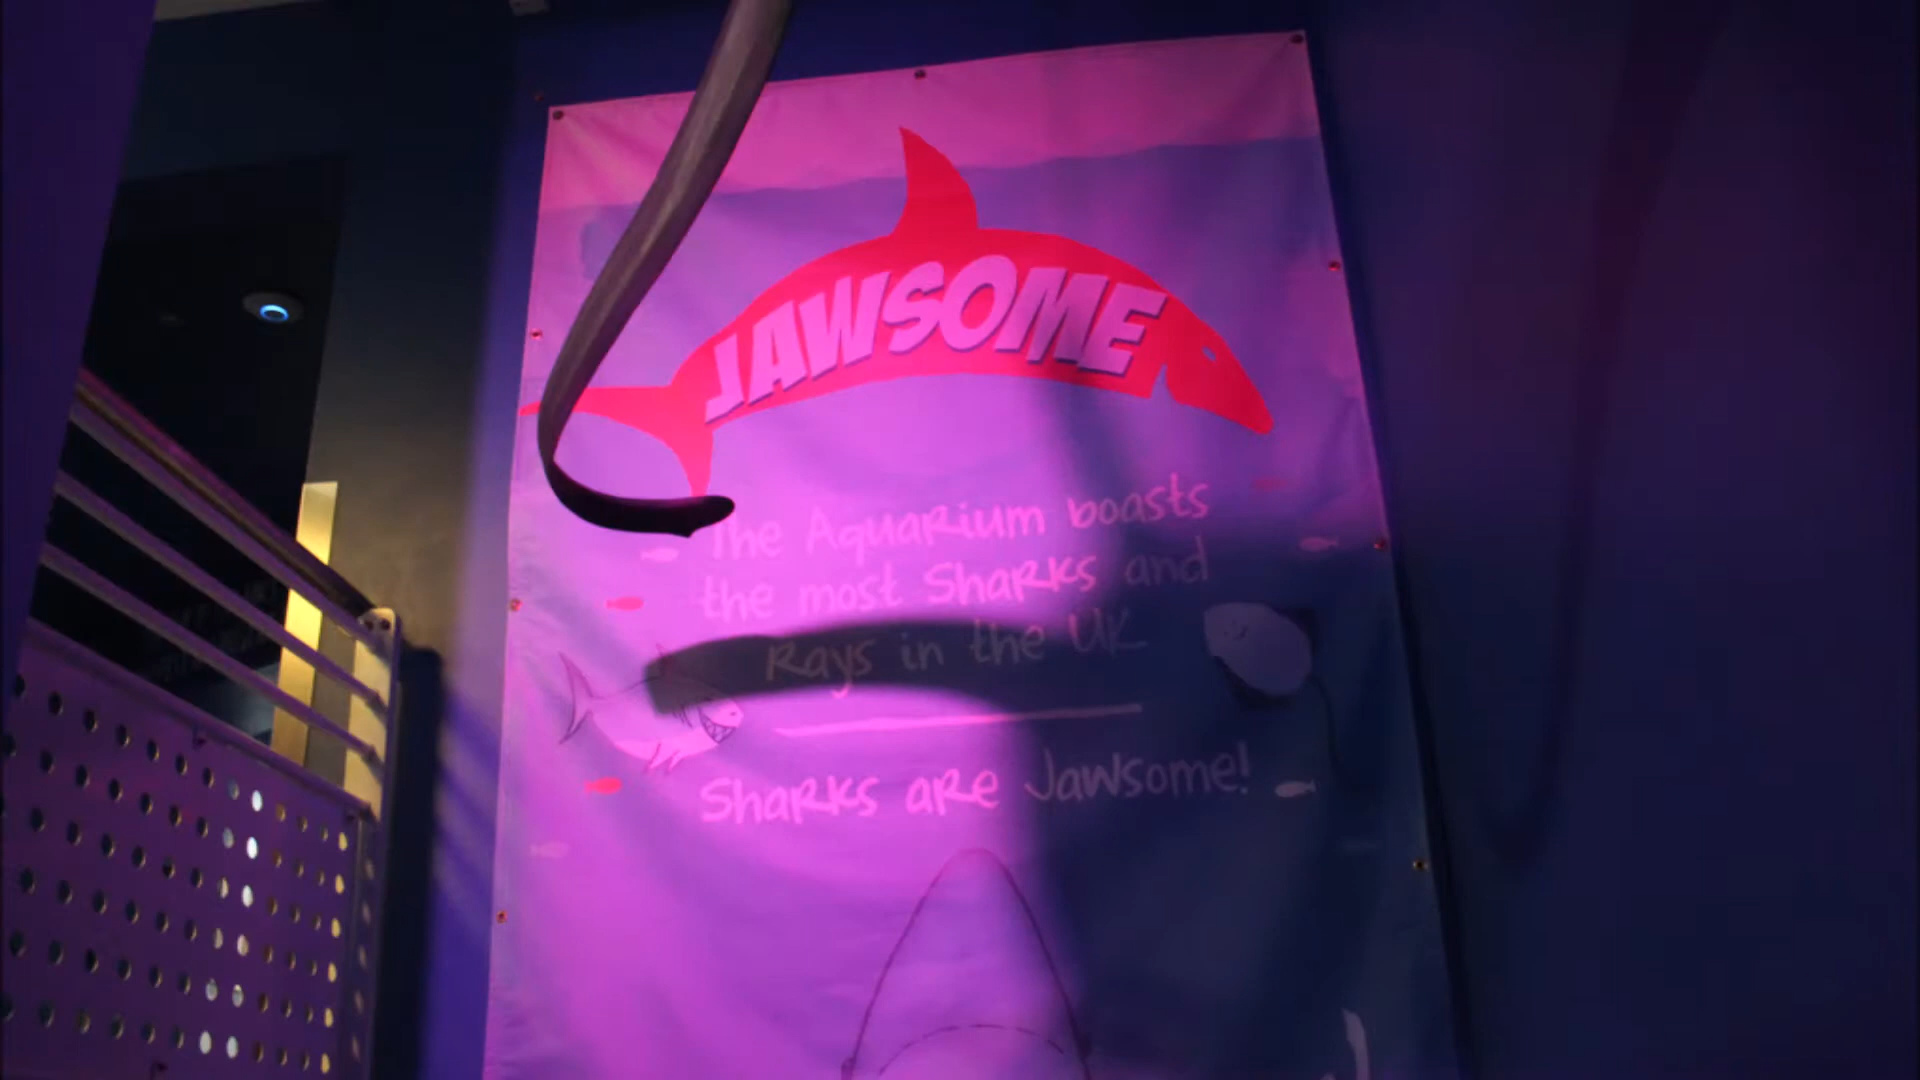 JAWSOME
The Aquarium boasts
the most Sharks and
Rays in the UK
Sharks are Jawsome!